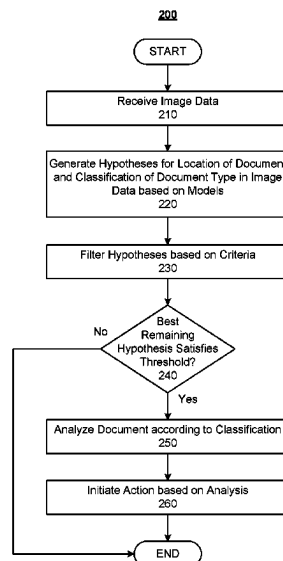 200
START
Receive Image Data
210
Generate Hypotheses for Location of Document
and Classification of Document Type in Image
Data based on Models
220
Filter Hypotheses based on Criteria
230
Best
Remaining
Hypothesis Satisfies
Threshold?
240
No
Yes
Analyze Document according to Classification
250
Initiate Action based on Analysis
260
END